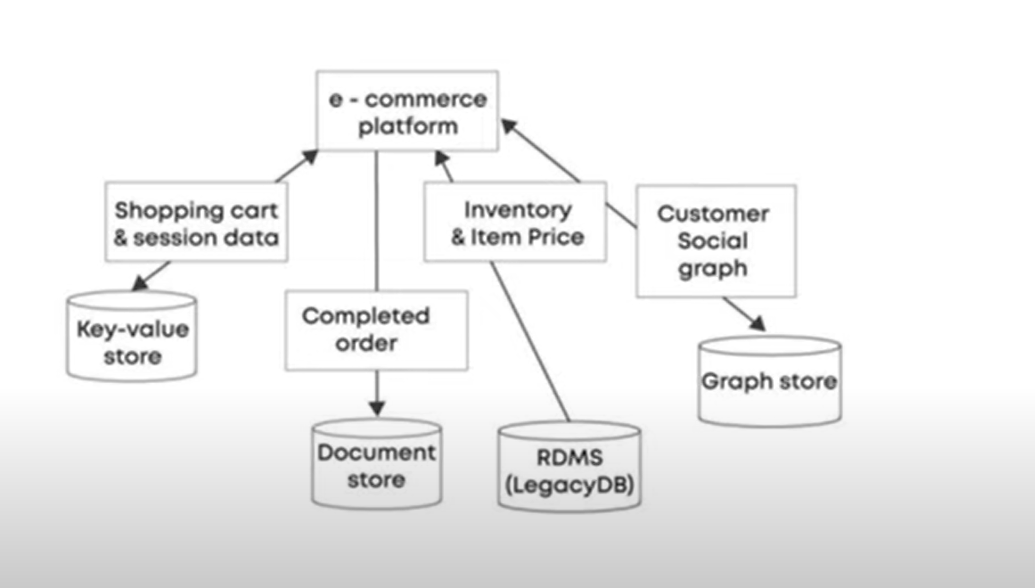 e - commerce
platform
Shopping cart
& session data
Inventory
& Item Price
Customer
Social
graph
Key-value
store
Completed
order
Graph store
Document
store
RDMS
(LegacyDB)